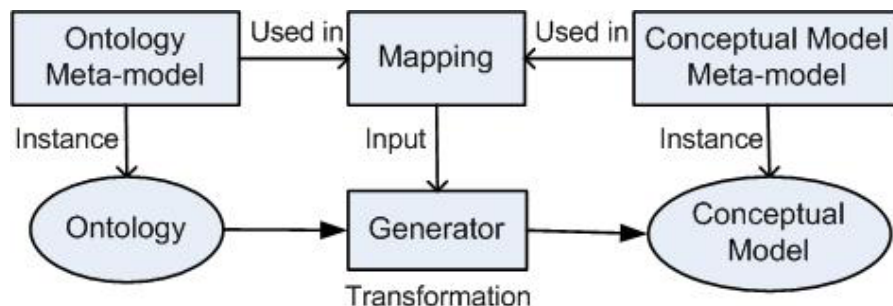 Ontology
Meta-model
Used in
Mapping
Used in
Conceptual Model
Meta-model
Instance
Input
Instance
Ontology
Generator
Conceptual
Model
Transformation